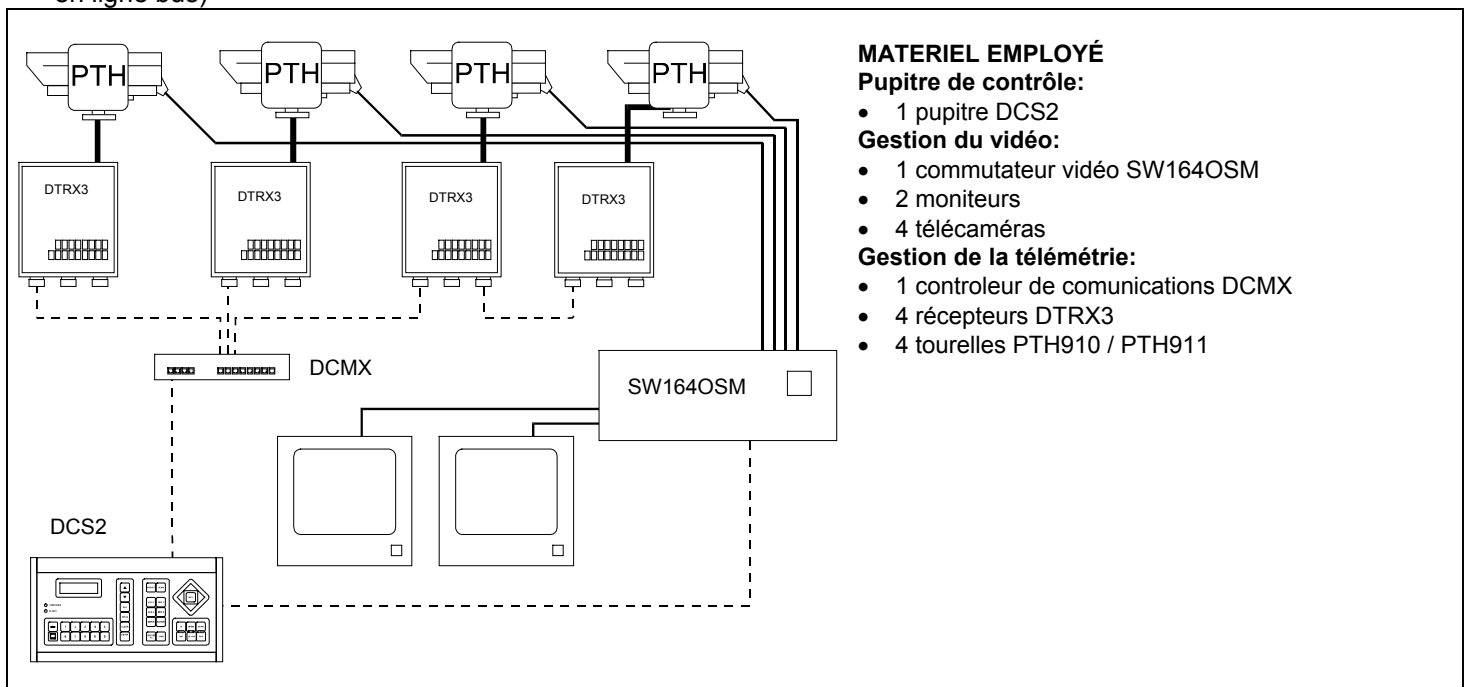 en ligne bus)
PTH PTH PTH PTH
DTRX3 DTRX3 DTRX3 DTRX3
DCMX
SW164OSM
DCS2
MATERIEL EMPLOYÉ
Pupitre de contrôle:
• 1 pupitre DCS2
Gestion du vidéo:
• 1 commutateur vidéo SW164OSM
• 2 moniteurs
• 4 télécaméras
Gestion de la télémétrie:
• 1 controleur de comunications DCMX
• 4 récepteurs DTRX3
• 4 tourelles PTH910 / PTH911